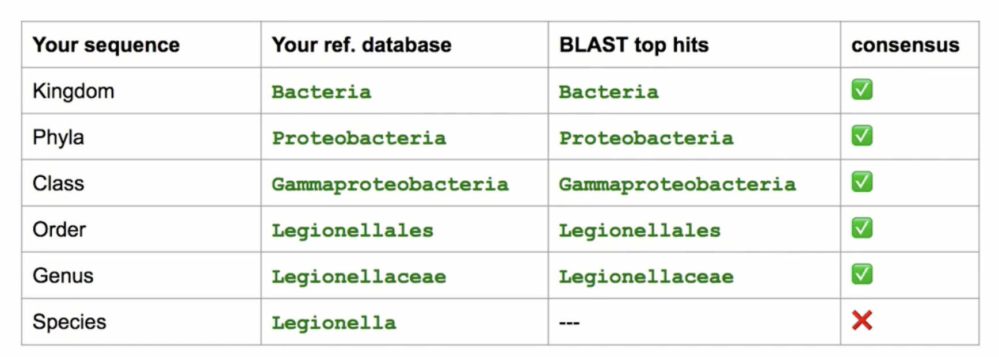 Your sequence Your ref. database BLAST top hits consensus
Kingdom Bacteria Bacteria ✅
Phyla Proteobacteria Proteobacteria ✅
Class Gammaproteobacteria Gammaproteobacteria ✅
Order Legionellales Legionellales ✅
Genus Legionellaceae Legionellaceae ✅
Species Legionella --- ❌